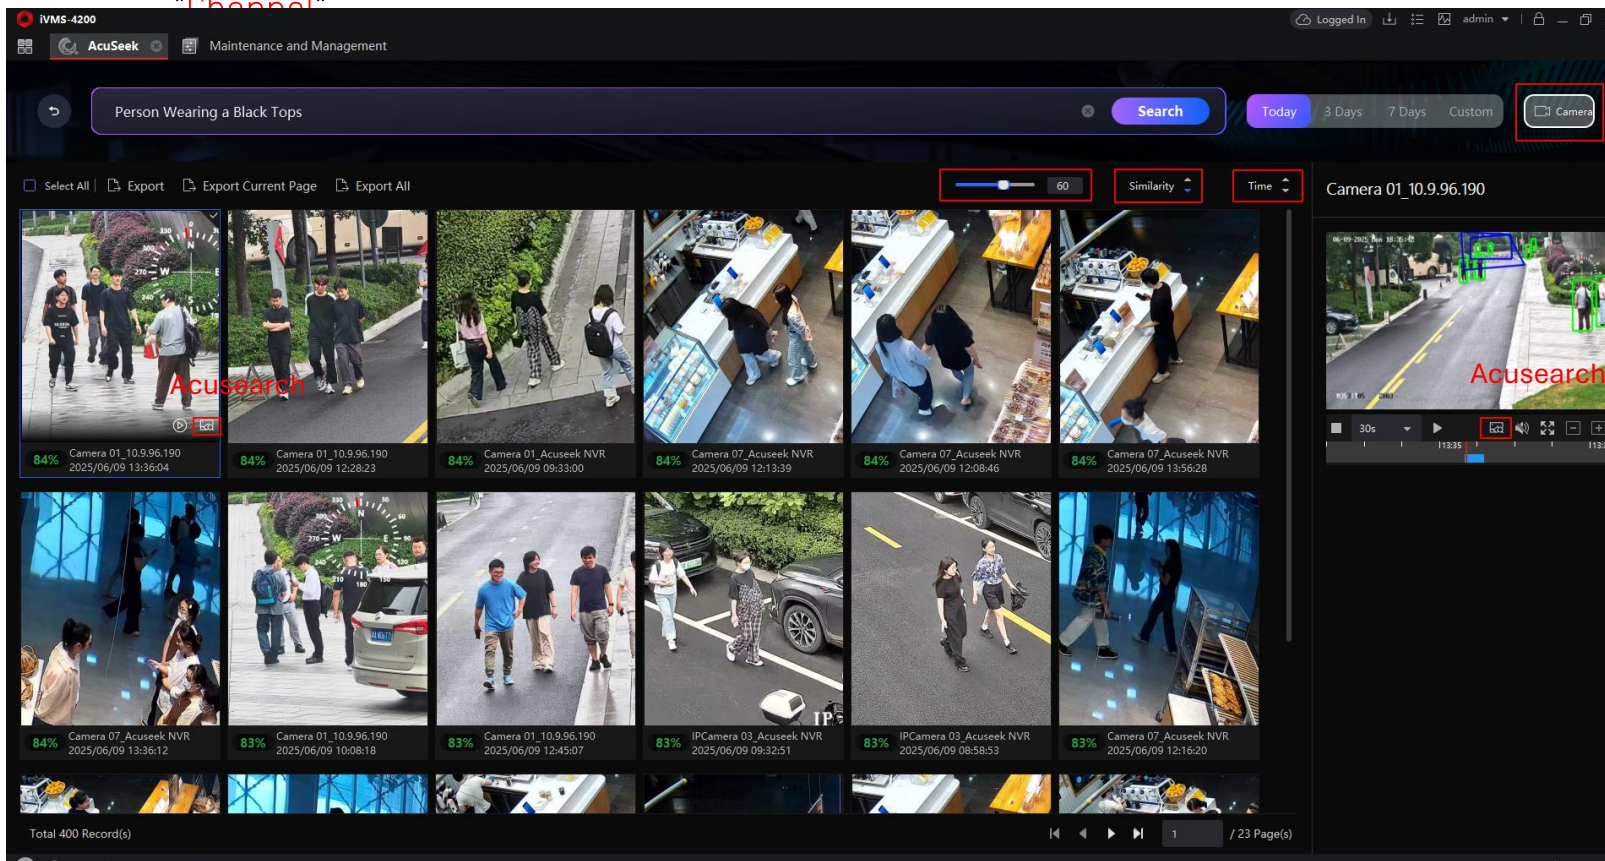 "Channel"
iVMS-4200
Logged In
admin
AcuSeek
Maintenance and Management
Person Wearing a Black Tops
Search
Today
3 Days
7 Days
Custom
Camera
Select All
Export
Export Current Page
Export All
60
Similarity
Time
Camera 01_10.9.96.190
Acusearch
Acusearch
30s
13:35
84%
Camera 01_10.9.96.190
2025/06/09 13:36:04
84%
Camera 01_10.9.96.190
2025/06/09 12:28:23
84%
Camera 01_Acuseek NVR
2025/06/09 09:33:00
84%
Camera 07_Acuseek NVR
2025/06/09 12:13:39
84%
Camera 07_Acuseek NVR
2025/06/09 12:08:46
84%
Camera 07_Acuseek NVR
2025/06/09 13:56:28
84%
Camera 07_Acuseek NVR
2025/06/09 13:36:12
83%
Camera 01_10.9.96.190
2025/06/09 10:08:18
83%
Camera 01_10.9.96.190
2025/06/09 12:45:07
83%
IPCamera 03_Acuseek NVR
2025/06/09 09:32:51
83%
IPCamera 03_Acuseek NVR
2025/06/09 08:58:53
83%
Camera 07_Acuseek NVR
2025/06/09 12:16:20
Total 400 Record(s)
1
/ 23 Page(s)